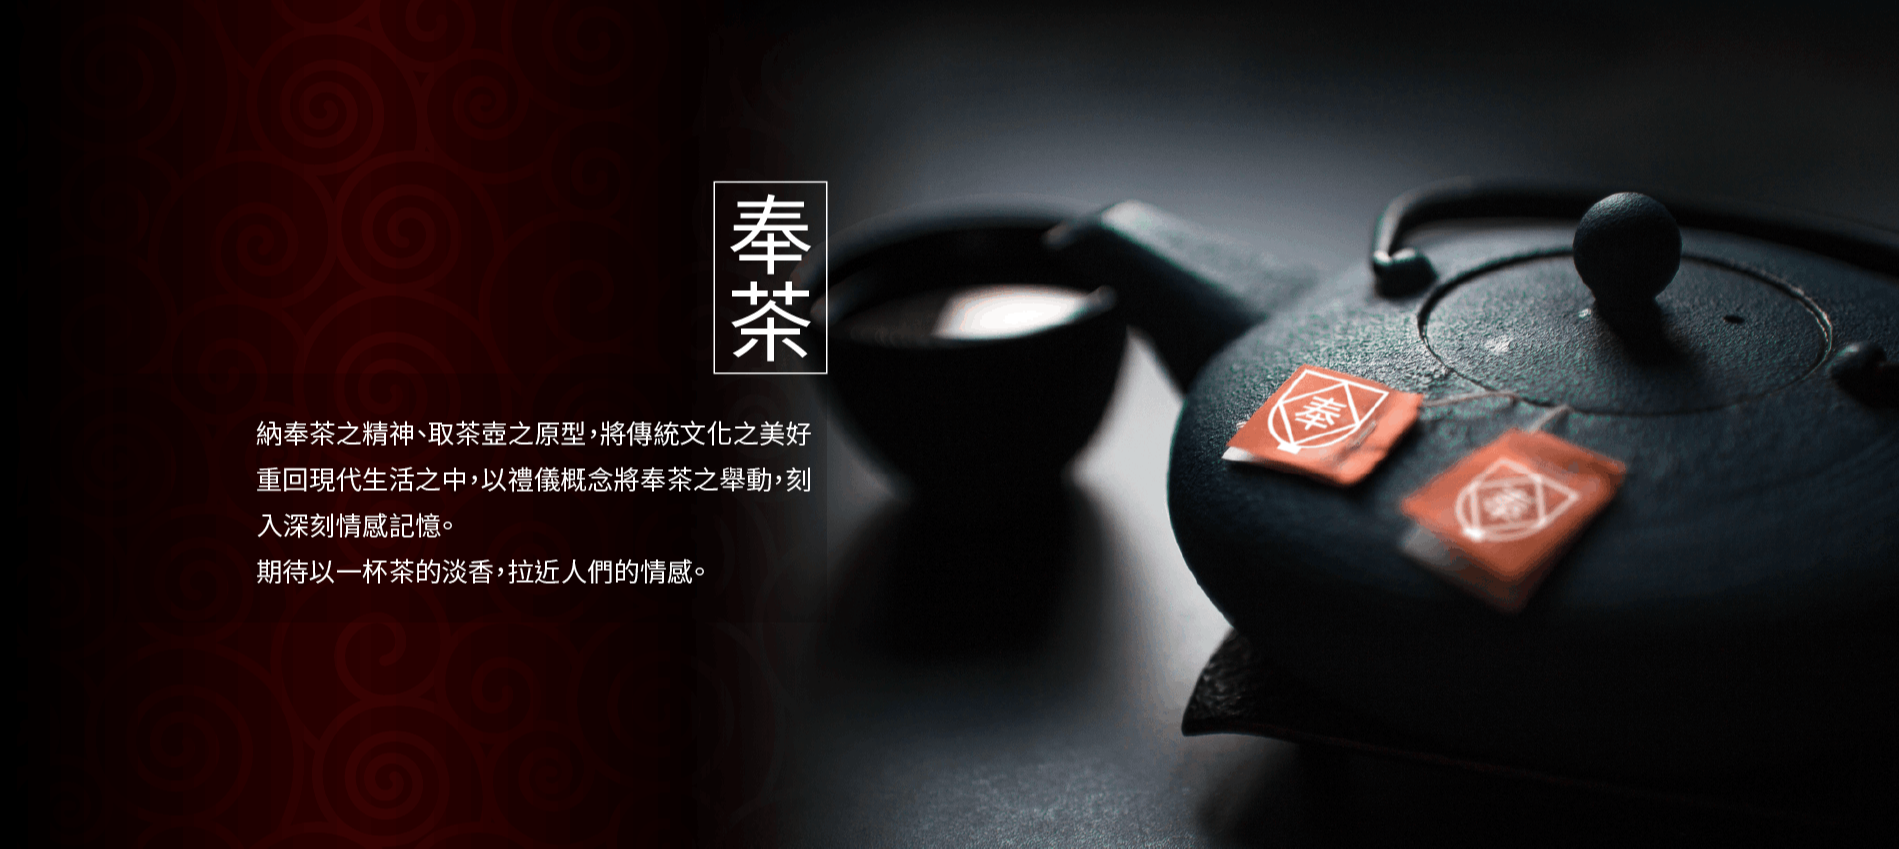 奉茶
納奉茶之精神、取茶壺之原型，將傳統文化之美好
重回現代生活之中，以禮儀概念將奉茶之舉動，刻
入深刻情感記憶。
期待以一杯茶的淡香，拉近人們的情感。
奉
奉